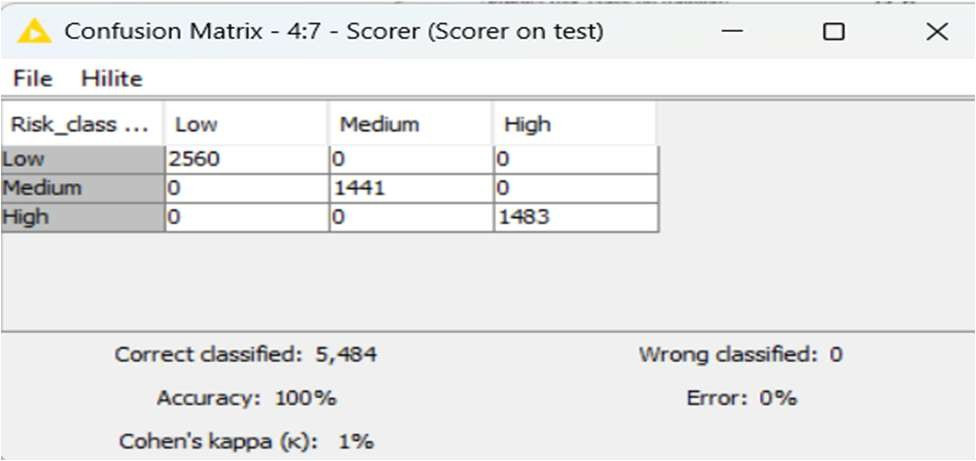 Confusion Matrix - 4:7 - Scorer (Scorer on test)
File Hilite
Risk_class ... Low Medium High
Low 2560 0 0
Medium 0 1441 0
High 0 0 1483
Correct classified: 5,484 Wrong classified: 0
Accuracy: 100% Error: 0%
Cohen's kappa (κ): 1%